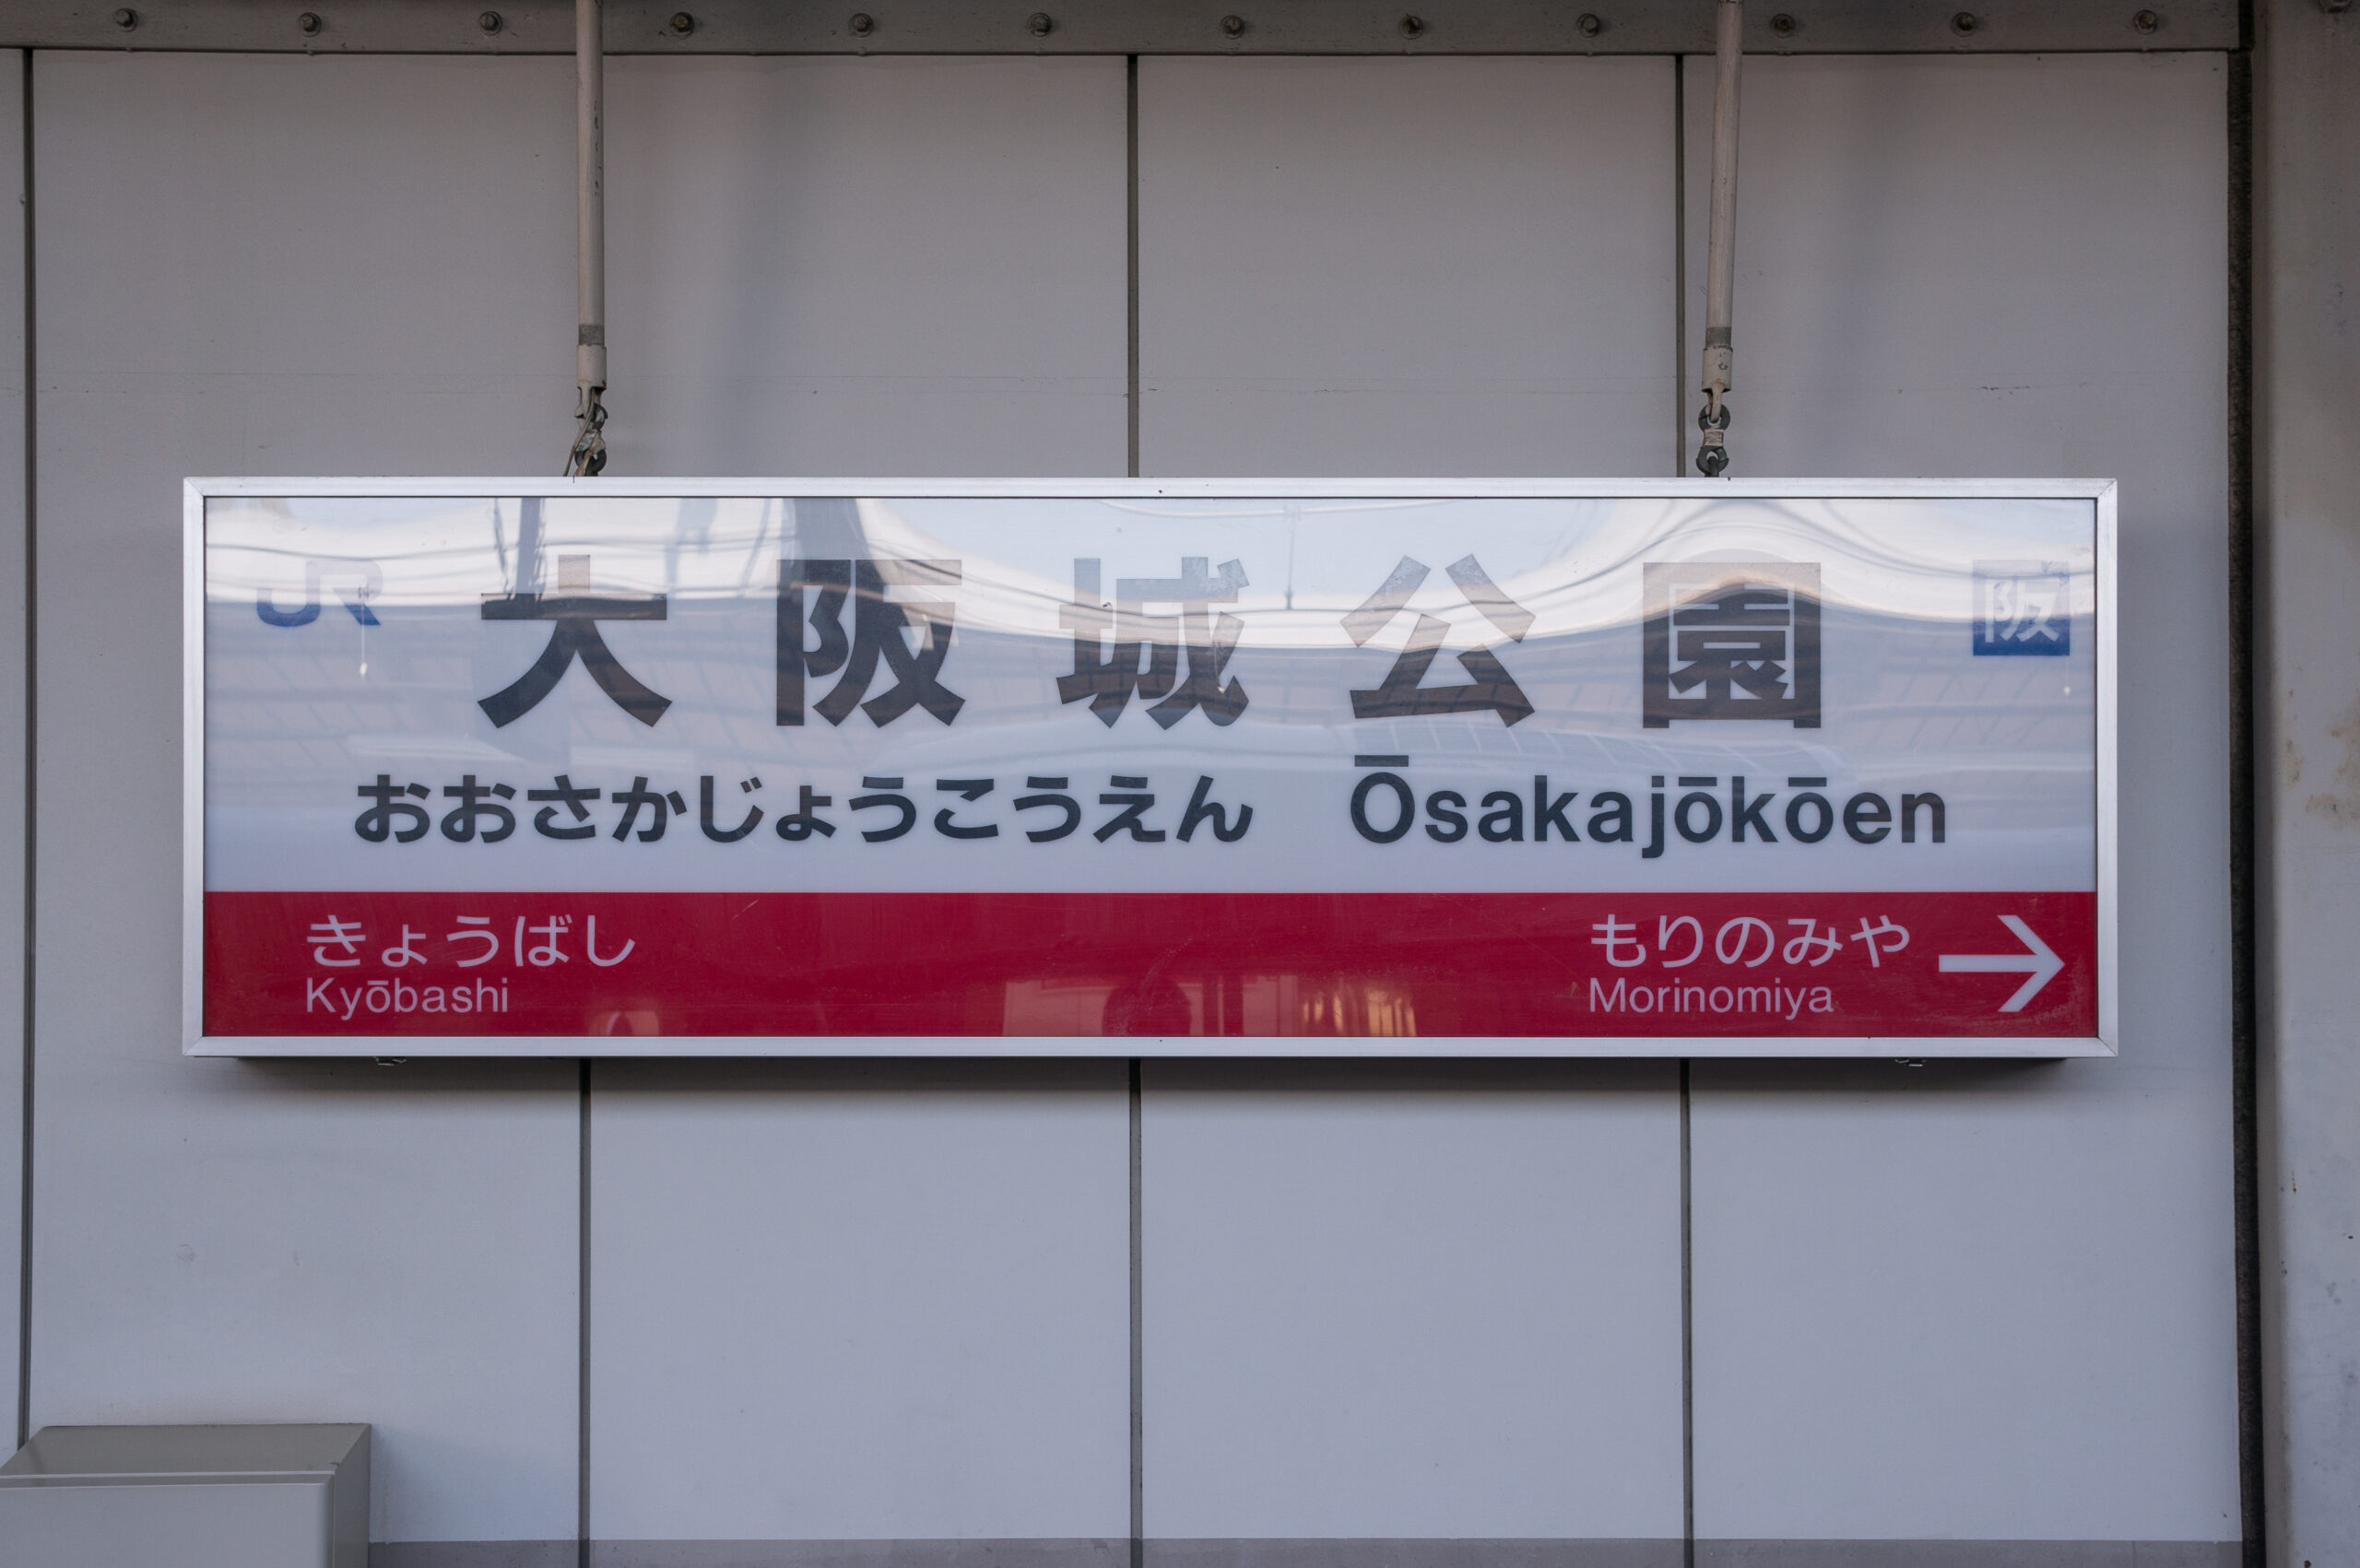 JR 大阪城公園 阪
おおさかじょうこうえん Ōsakajōkōen
きょうばし もりのみや →
Kyōbashi Morinomiya